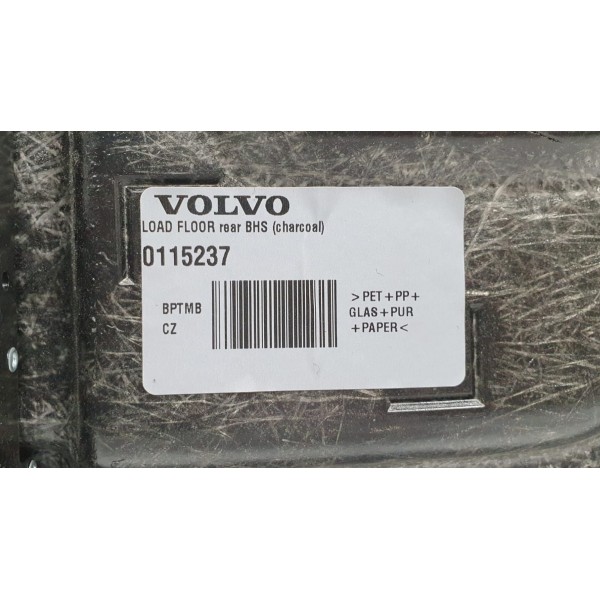 VOLVO
LOAD FLOOR rear BHS (charcoal)
0115237
BPTMB
CZ
>PET+PP+
GLAS+PUR
+PAPER<